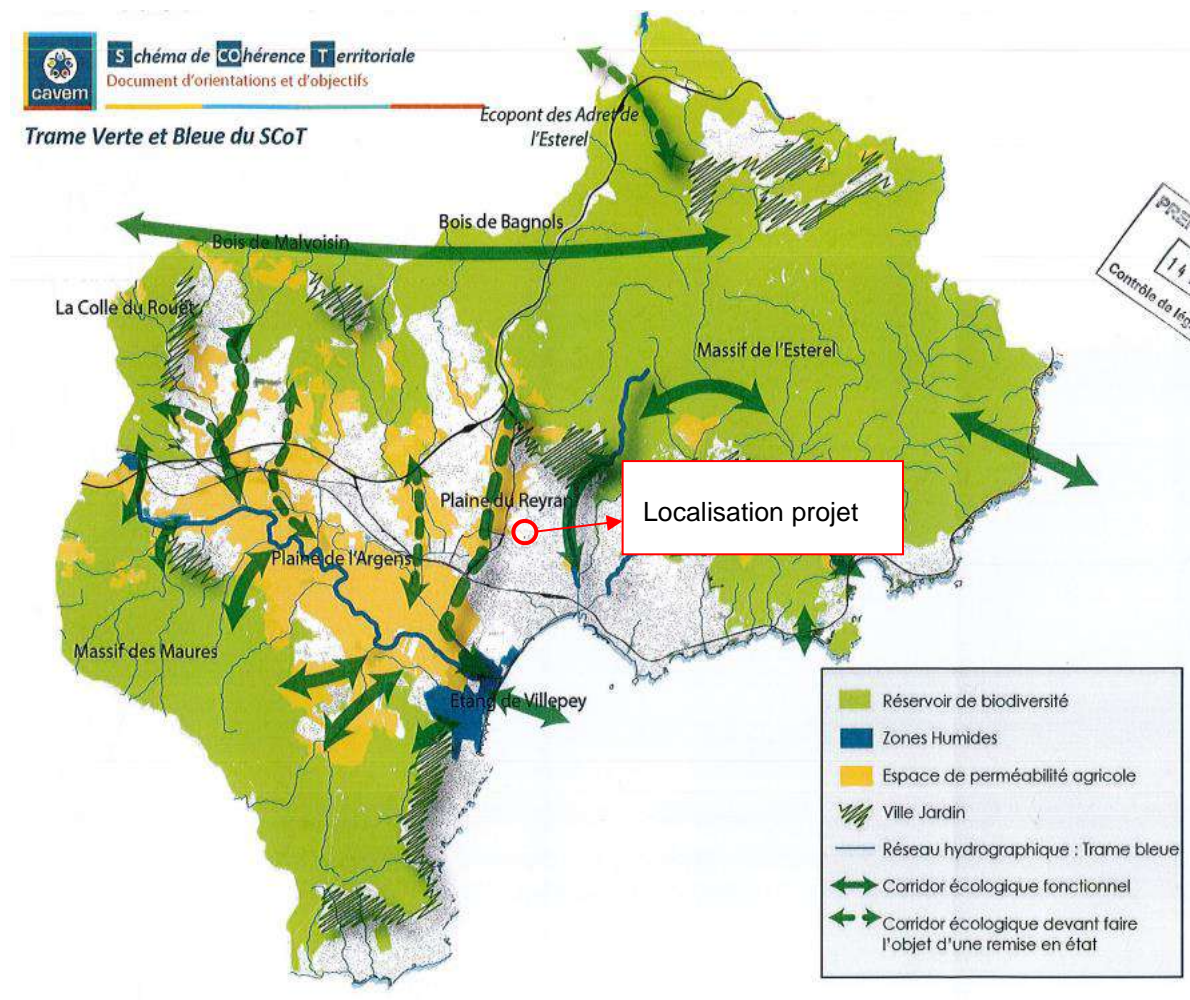 cavem
Schéma de COhérence Territoriale
Document d'orientations et d'objectifs
Trame Verte et Bleue du SCoT
Ecopont des Adret de
l'Esterel
Bois de Bagnols
Bois de Malvoisin
La Colle du Rouët
Massif de l'Esterel
Plaine du Reyran
Localisation projet
Plaine de l'Argens
Massif des Maures
Etang de Villepey
Contrôle de lég
Réservoir de biodiversité
Zones Humides
Espace de perméabilité agricole
Ville Jardin
Réseau hydrographique : Trame bleue
Corridor écologique fonctionnel
Corridor écologique devant faire
l'objet d'une remise en état